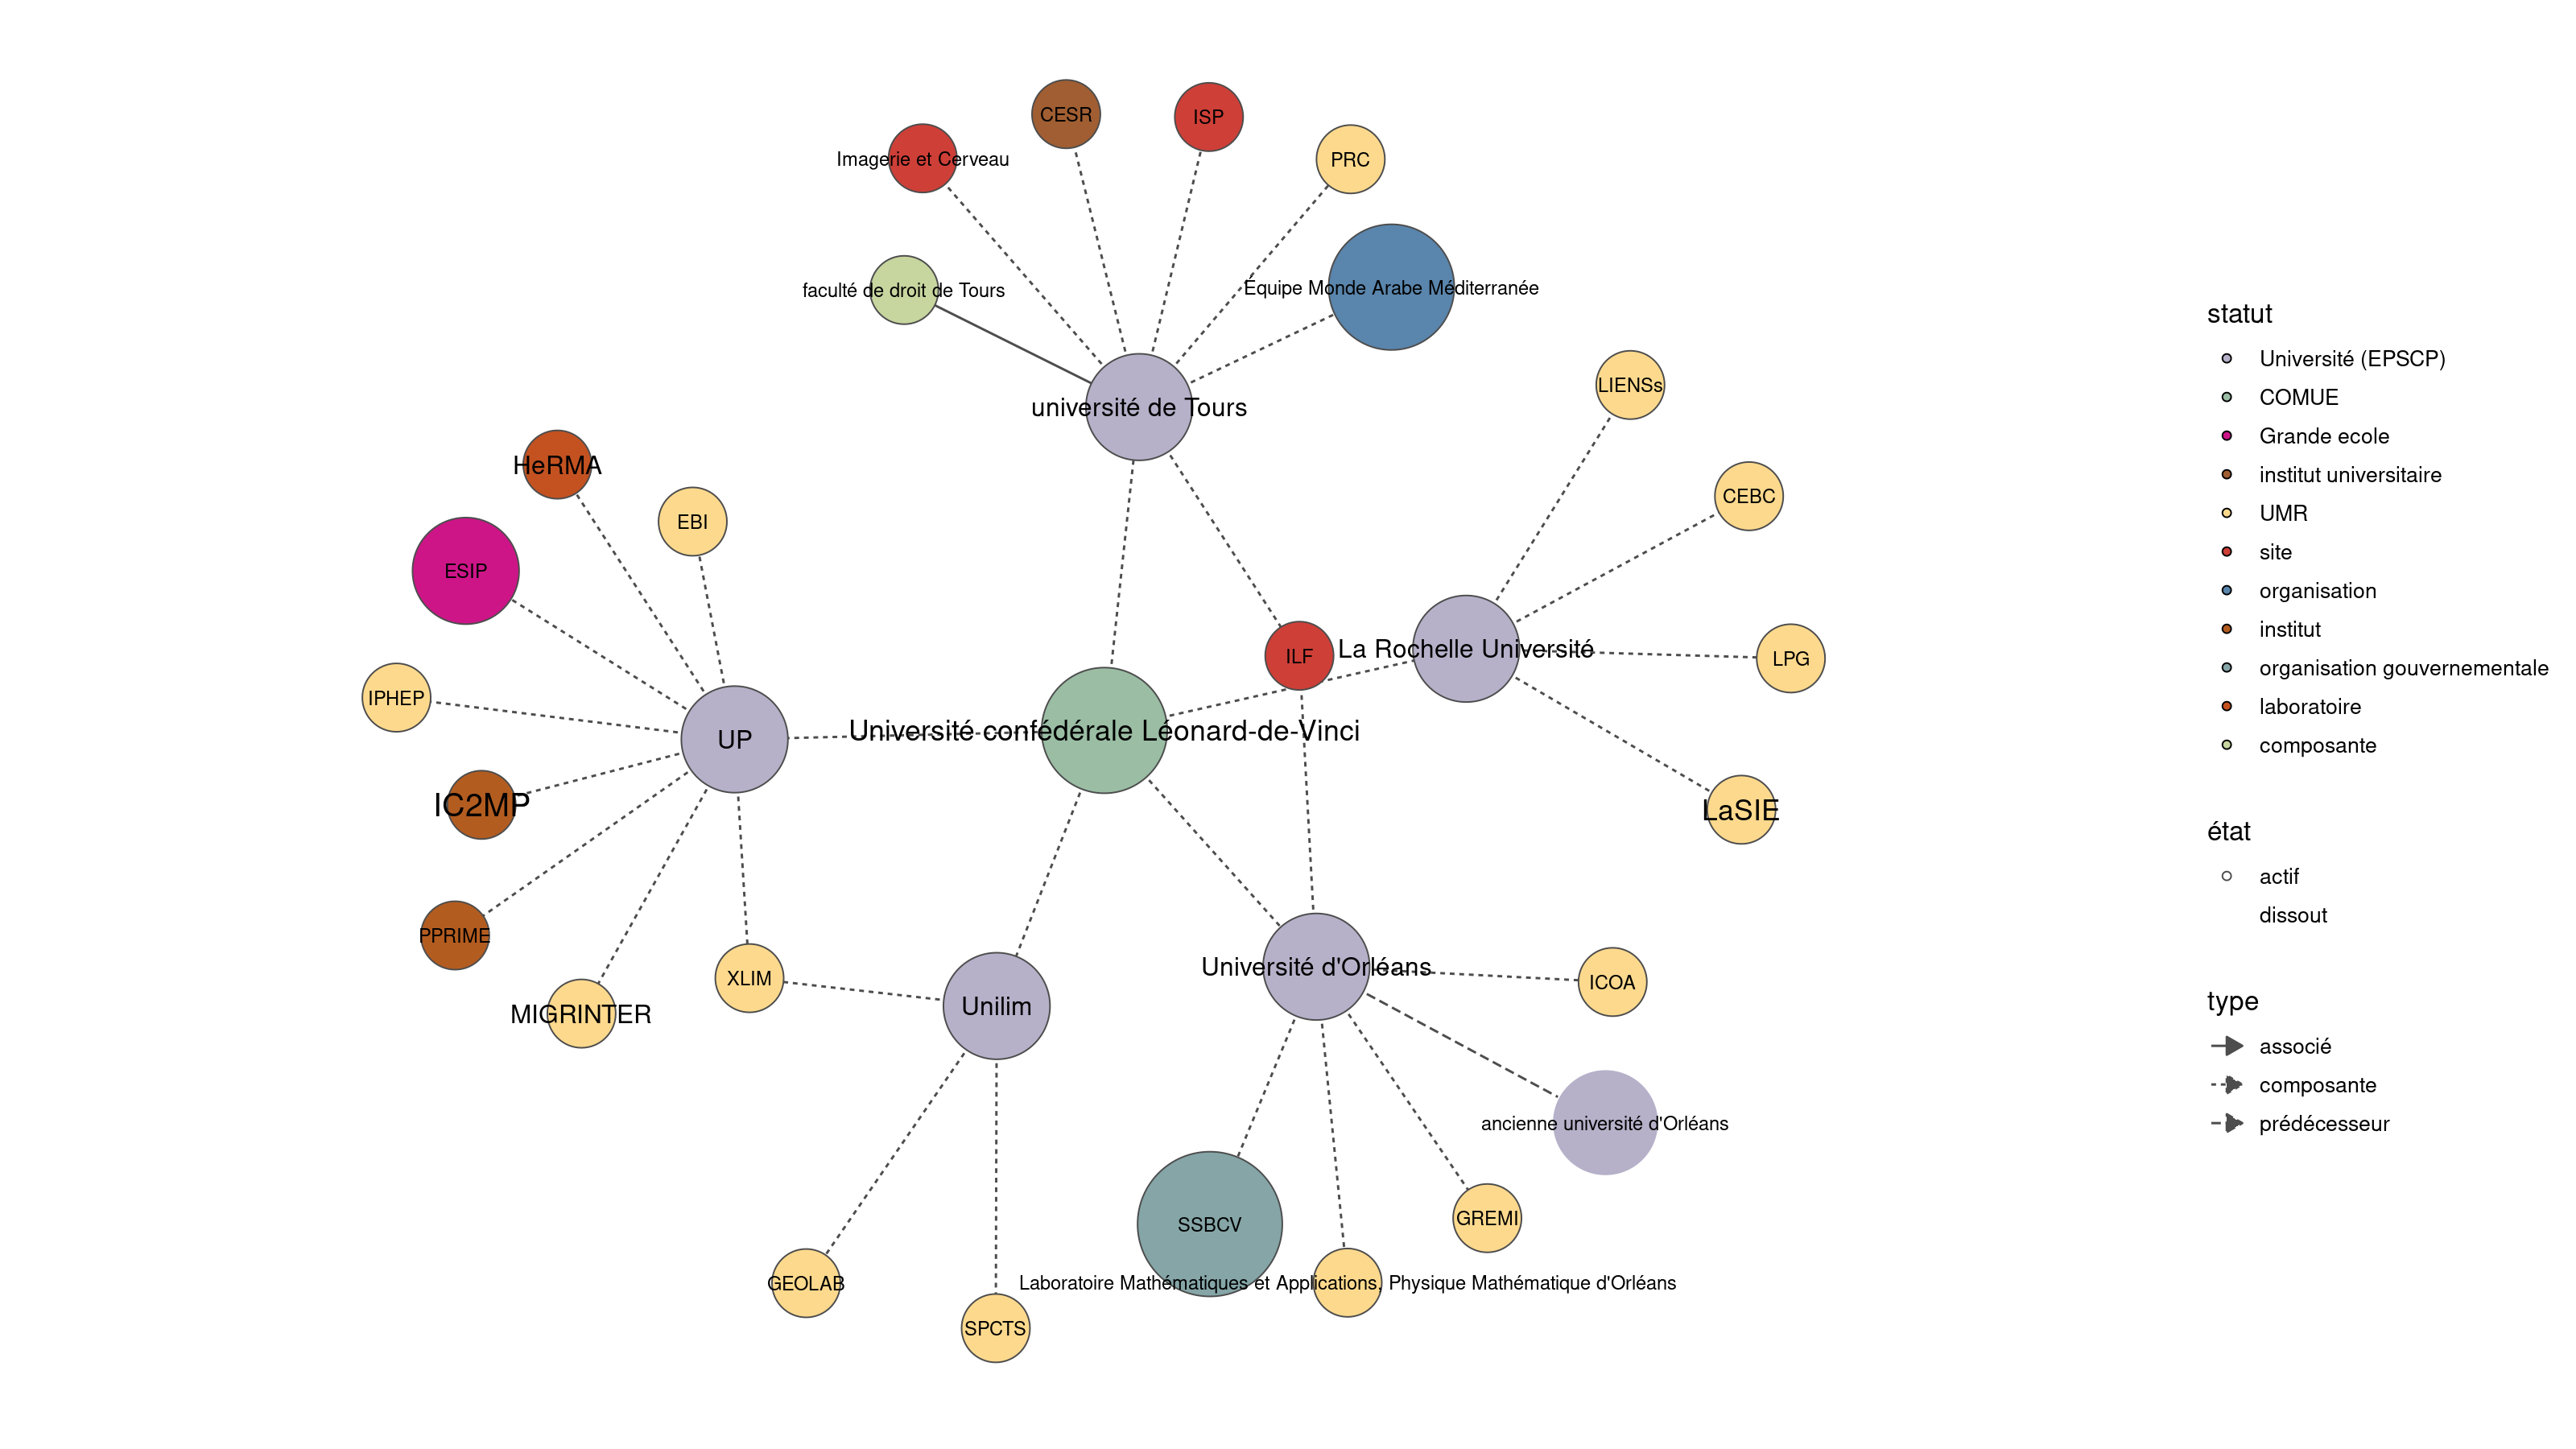 CESR
ISP
Imagerie et Cerveau
PRC
faculté de droit de Tours
Équipe Monde Arabe Méditerranée
LIENSs
université de Tours
HeRMA
CEBC
EBI
ESIP
ILF
La Rochelle Université
LPG
IPHEP
UP
Université confédérale Léonard-de-Vinci
IC2MP
LaSIE
PPRIME
XLIM
Université d'Orléans
ICOA
MIGRINTER
Unilim
ancienne université d'Orléans
SSBCV
GREMI
GEOLAB
Laboratoire Mathématiques et Applications, Physique Mathématique d'Orléans
SPCTS
statut
Université (EPSCP)
COMUE
Grande ecole
institut universitaire
UMR
site
organisation
institut
organisation gouvernementale
laboratoire
composante
état
actif
dissout
type
associé
composante
prédécesseur